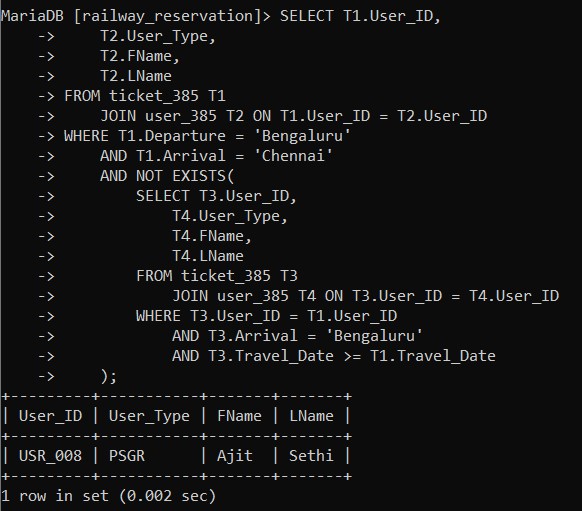 MariaDB [railway_reservation]> SELECT T1.User_ID,
    ->     T2.User_Type,
    ->     T2.FName,
    ->     T2.LName
    -> FROM ticket_385 T1
    ->     JOIN user_385 T2 ON T1.User_ID = T2.User_ID
    -> WHERE T1.Departure = 'Bengaluru'
    ->     AND T1.Arrival = 'Chennai'
    ->     AND NOT EXISTS(
    ->         SELECT T3.User_ID,
    ->             T4.User_Type,
    ->             T4.FName,
    ->             T4.LName
    ->         FROM ticket_385 T3
    ->             JOIN user_385 T4 ON T3.User_ID = T4.User_ID
    ->         WHERE T3.User_ID = T1.User_ID
    ->             AND T3.Arrival = 'Bengaluru'
    ->             AND T3.Travel_Date >= T1.Travel_Date
    ->     );
+---------+-----------+-------+-------+
| User_ID | User_Type | FName | LName |
+---------+-----------+-------+-------+
| USR_008 | PSGR      | Ajit  | Sethi |
+---------+-----------+-------+-------+
1 row in set (0.002 sec)